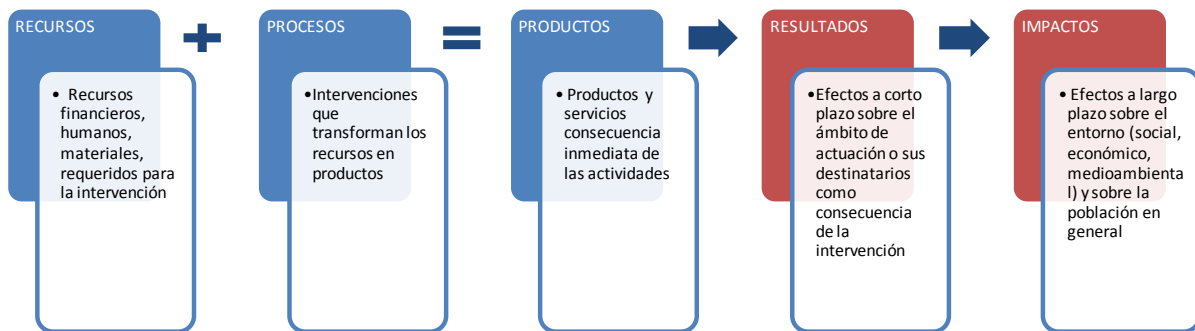 RECURSOS
• Recursos
financieros,
humanos,
materiales,
requeridos para
la intervención
PROCESOS
•Intervenciones
que
transforman los
recursos en
productos
PRODUCTOS
• Productos y
servicios
consecuencia
inmediata de
las actividades
RESULTADOS
•Efectos a corto
plazo sobre el
ámbito de
actuación o sus
destinatarios
como
consecuencia
de la
intervención
IMPACTOS
• Efectos a largo
plazo sobre el
entorno (social,
económico,
medioambienta
l) y sobre la
población en
general